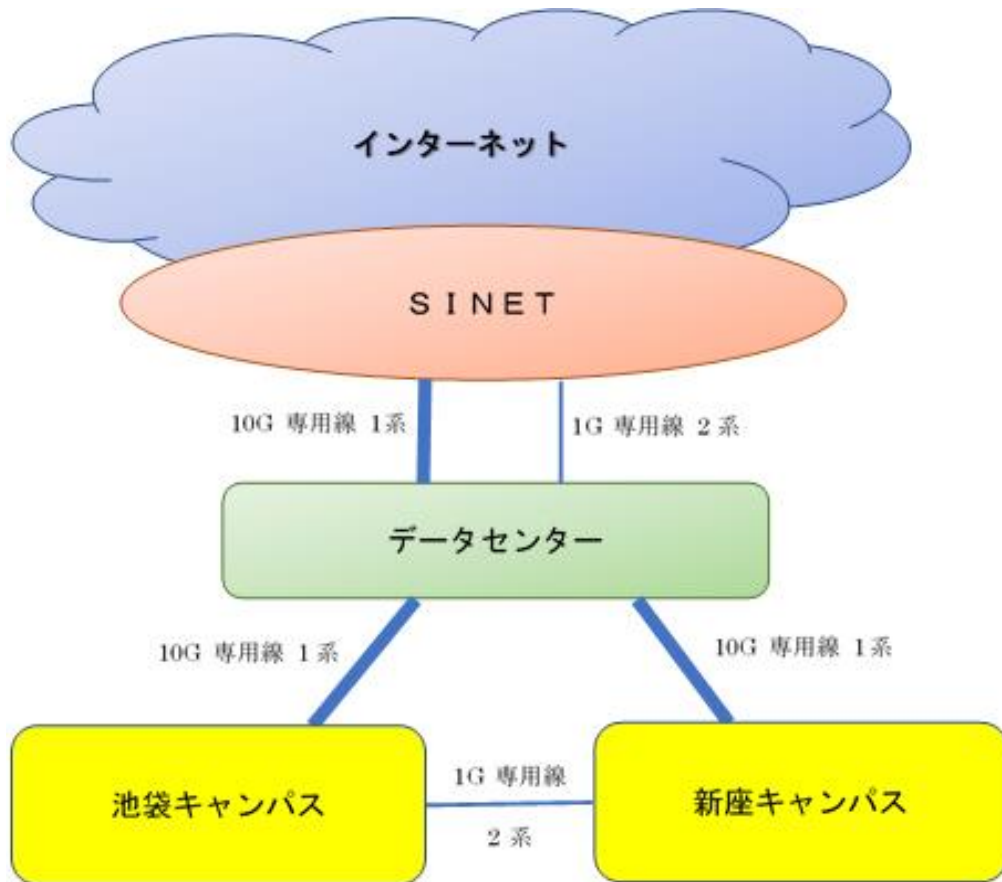 インターネット
ＳＩＮＥＴ
10G 専用線 1系
1G 専用線 2 系
データセンター
10G 専用線 1 系
10G 専用線 1系
池袋キャンパス
1G 専用線
2 系
新座キャンパス